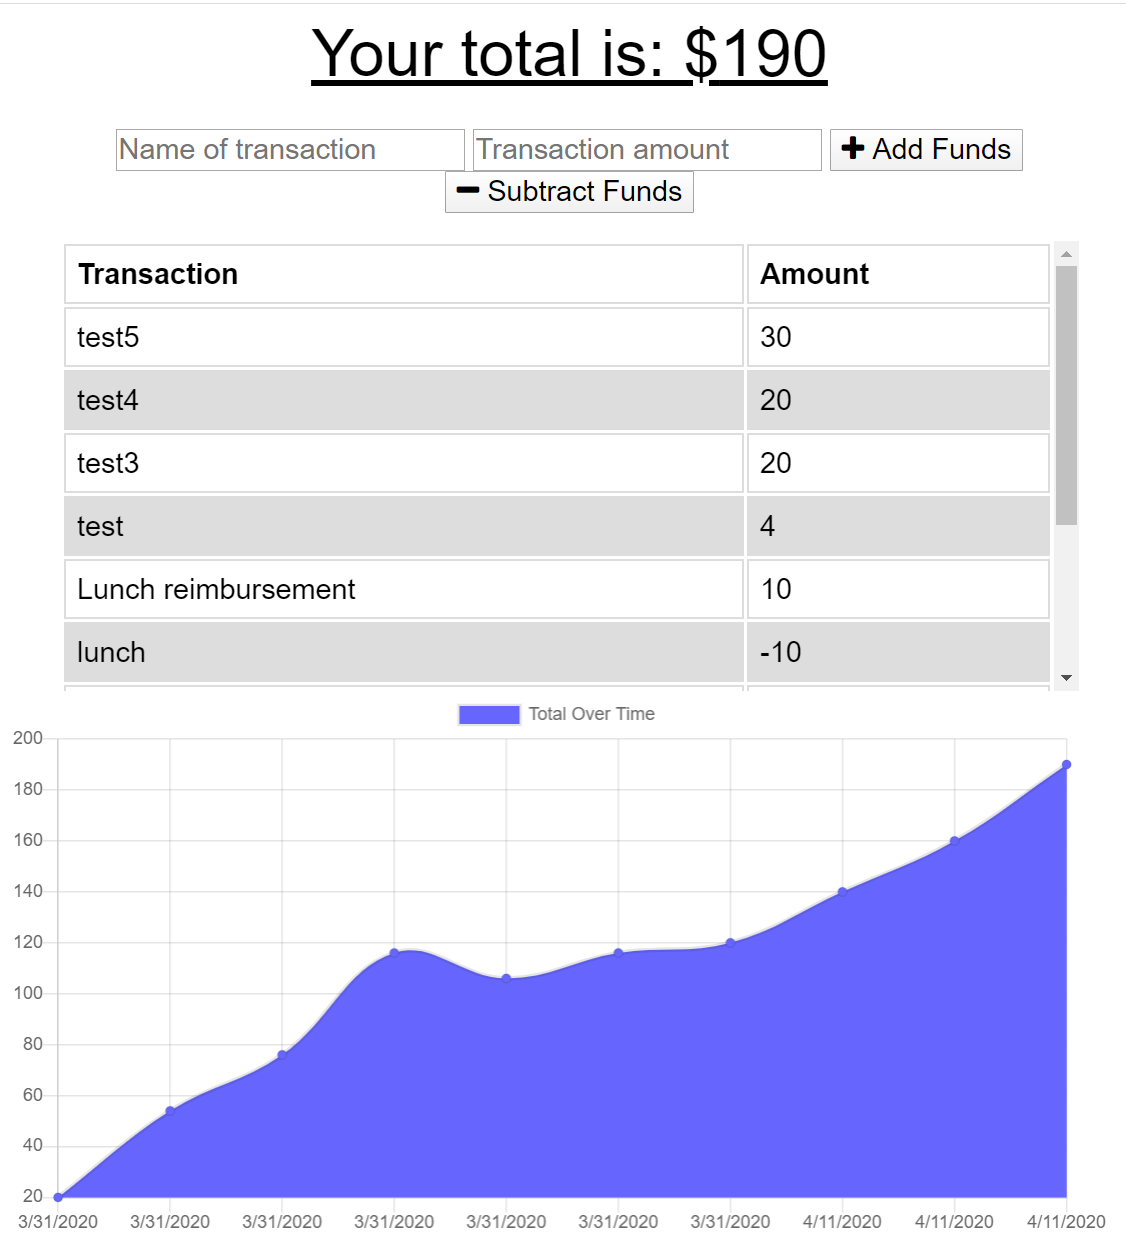 Your total is: $190
Name of transaction Transaction amount Add Funds
Subtract Funds
Transaction Amount
test5 30
test4 20
test3 20
test 4
Lunch reimbursement 10
lunch -10
Total Over Time
200
180
160
140
120
100
80
60
40
20
3/31/2020 3/31/2020 3/31/2020 3/31/2020 3/31/2020 3/31/2020 3/31/2020 4/11/2020 4/11/2020 4/11/2020